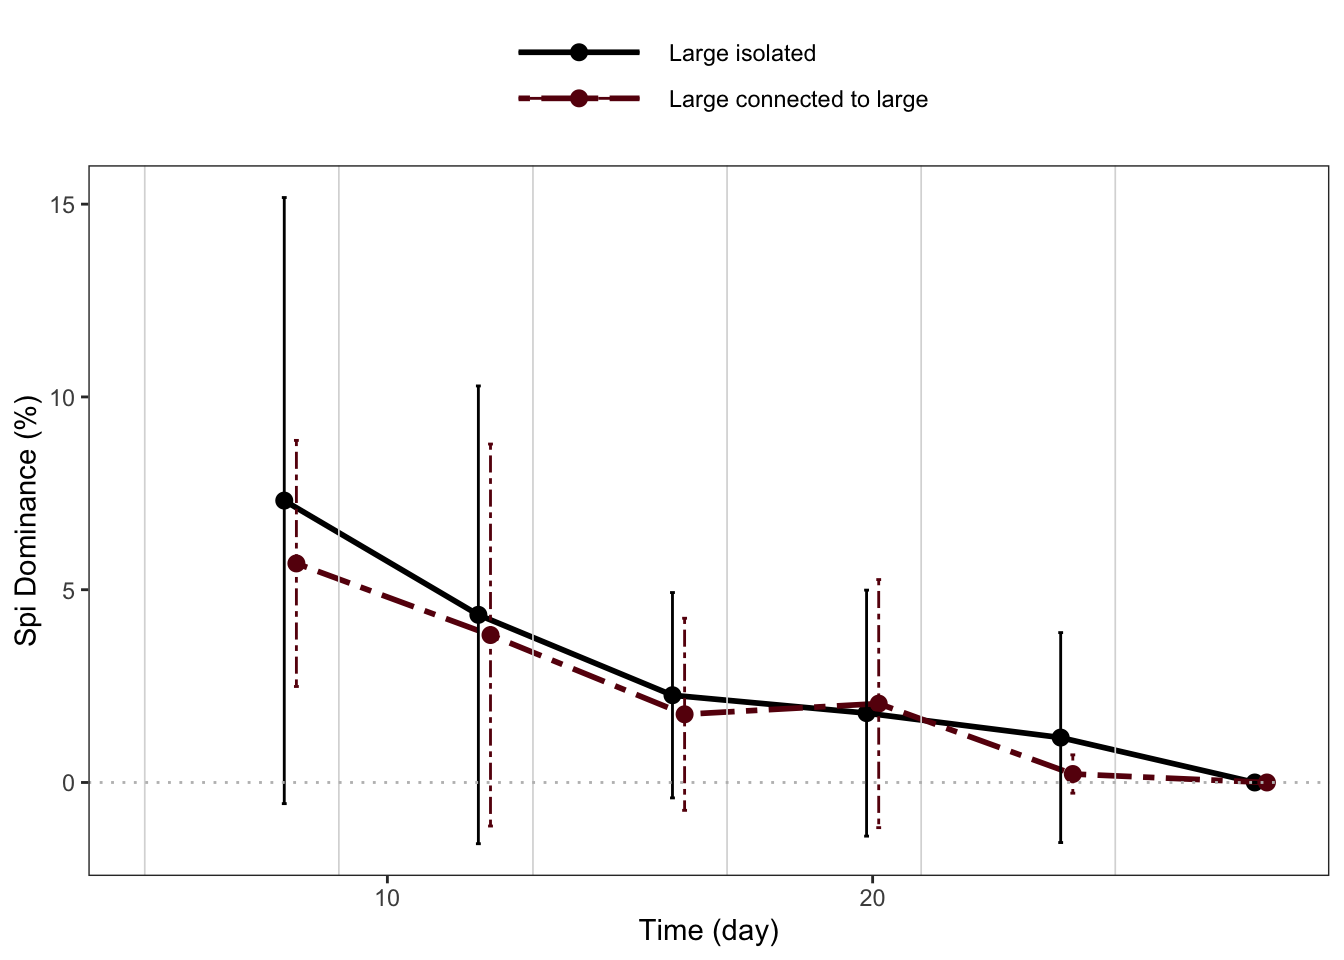 Large isolated
Large connected to large
15
10
5
0
Spi Dominance (%)
10 20
Time (day)